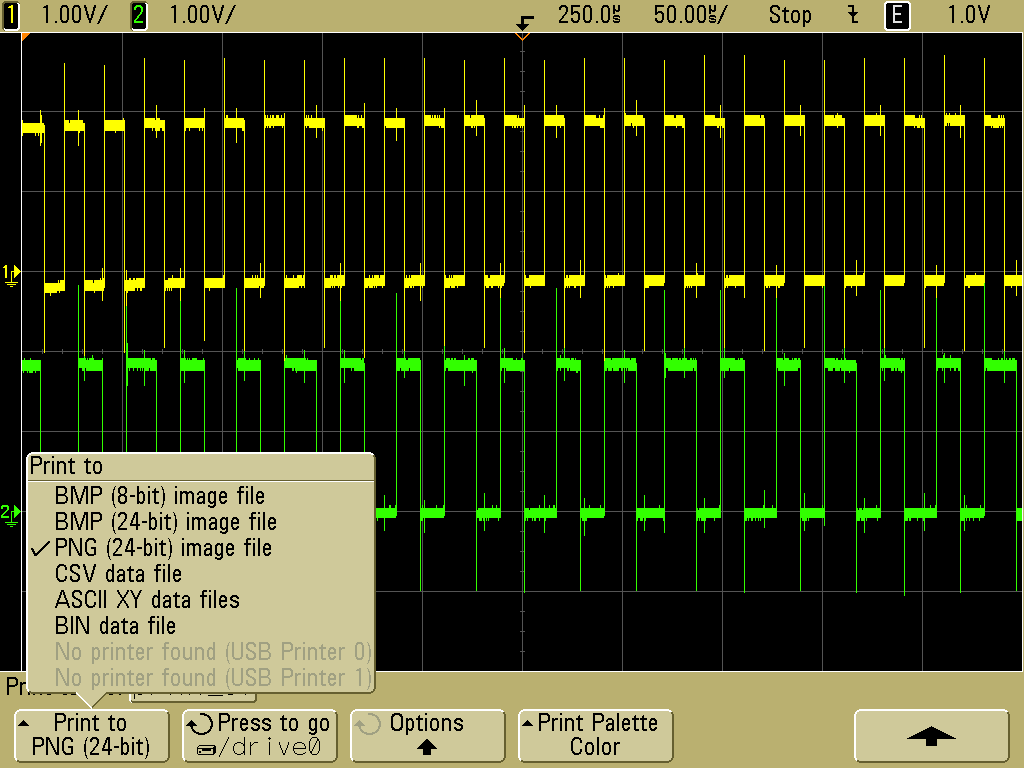 1 1.00V/ 2 1.00V/ 250.0µs 50.00µs/ Stop E 1.0V
1
2
Print to
BMP (8-bit) image file
BMP (24-bit) image file
✓ PNG (24-bit) image file
CSV data file
ASCII XY data files
BIN data file
No printer found (USB Printer 0)
No printer found (USB Printer 1)
Print to
PNG (24-bit)
Press to go
/drive0
Options
Print Palette
Color